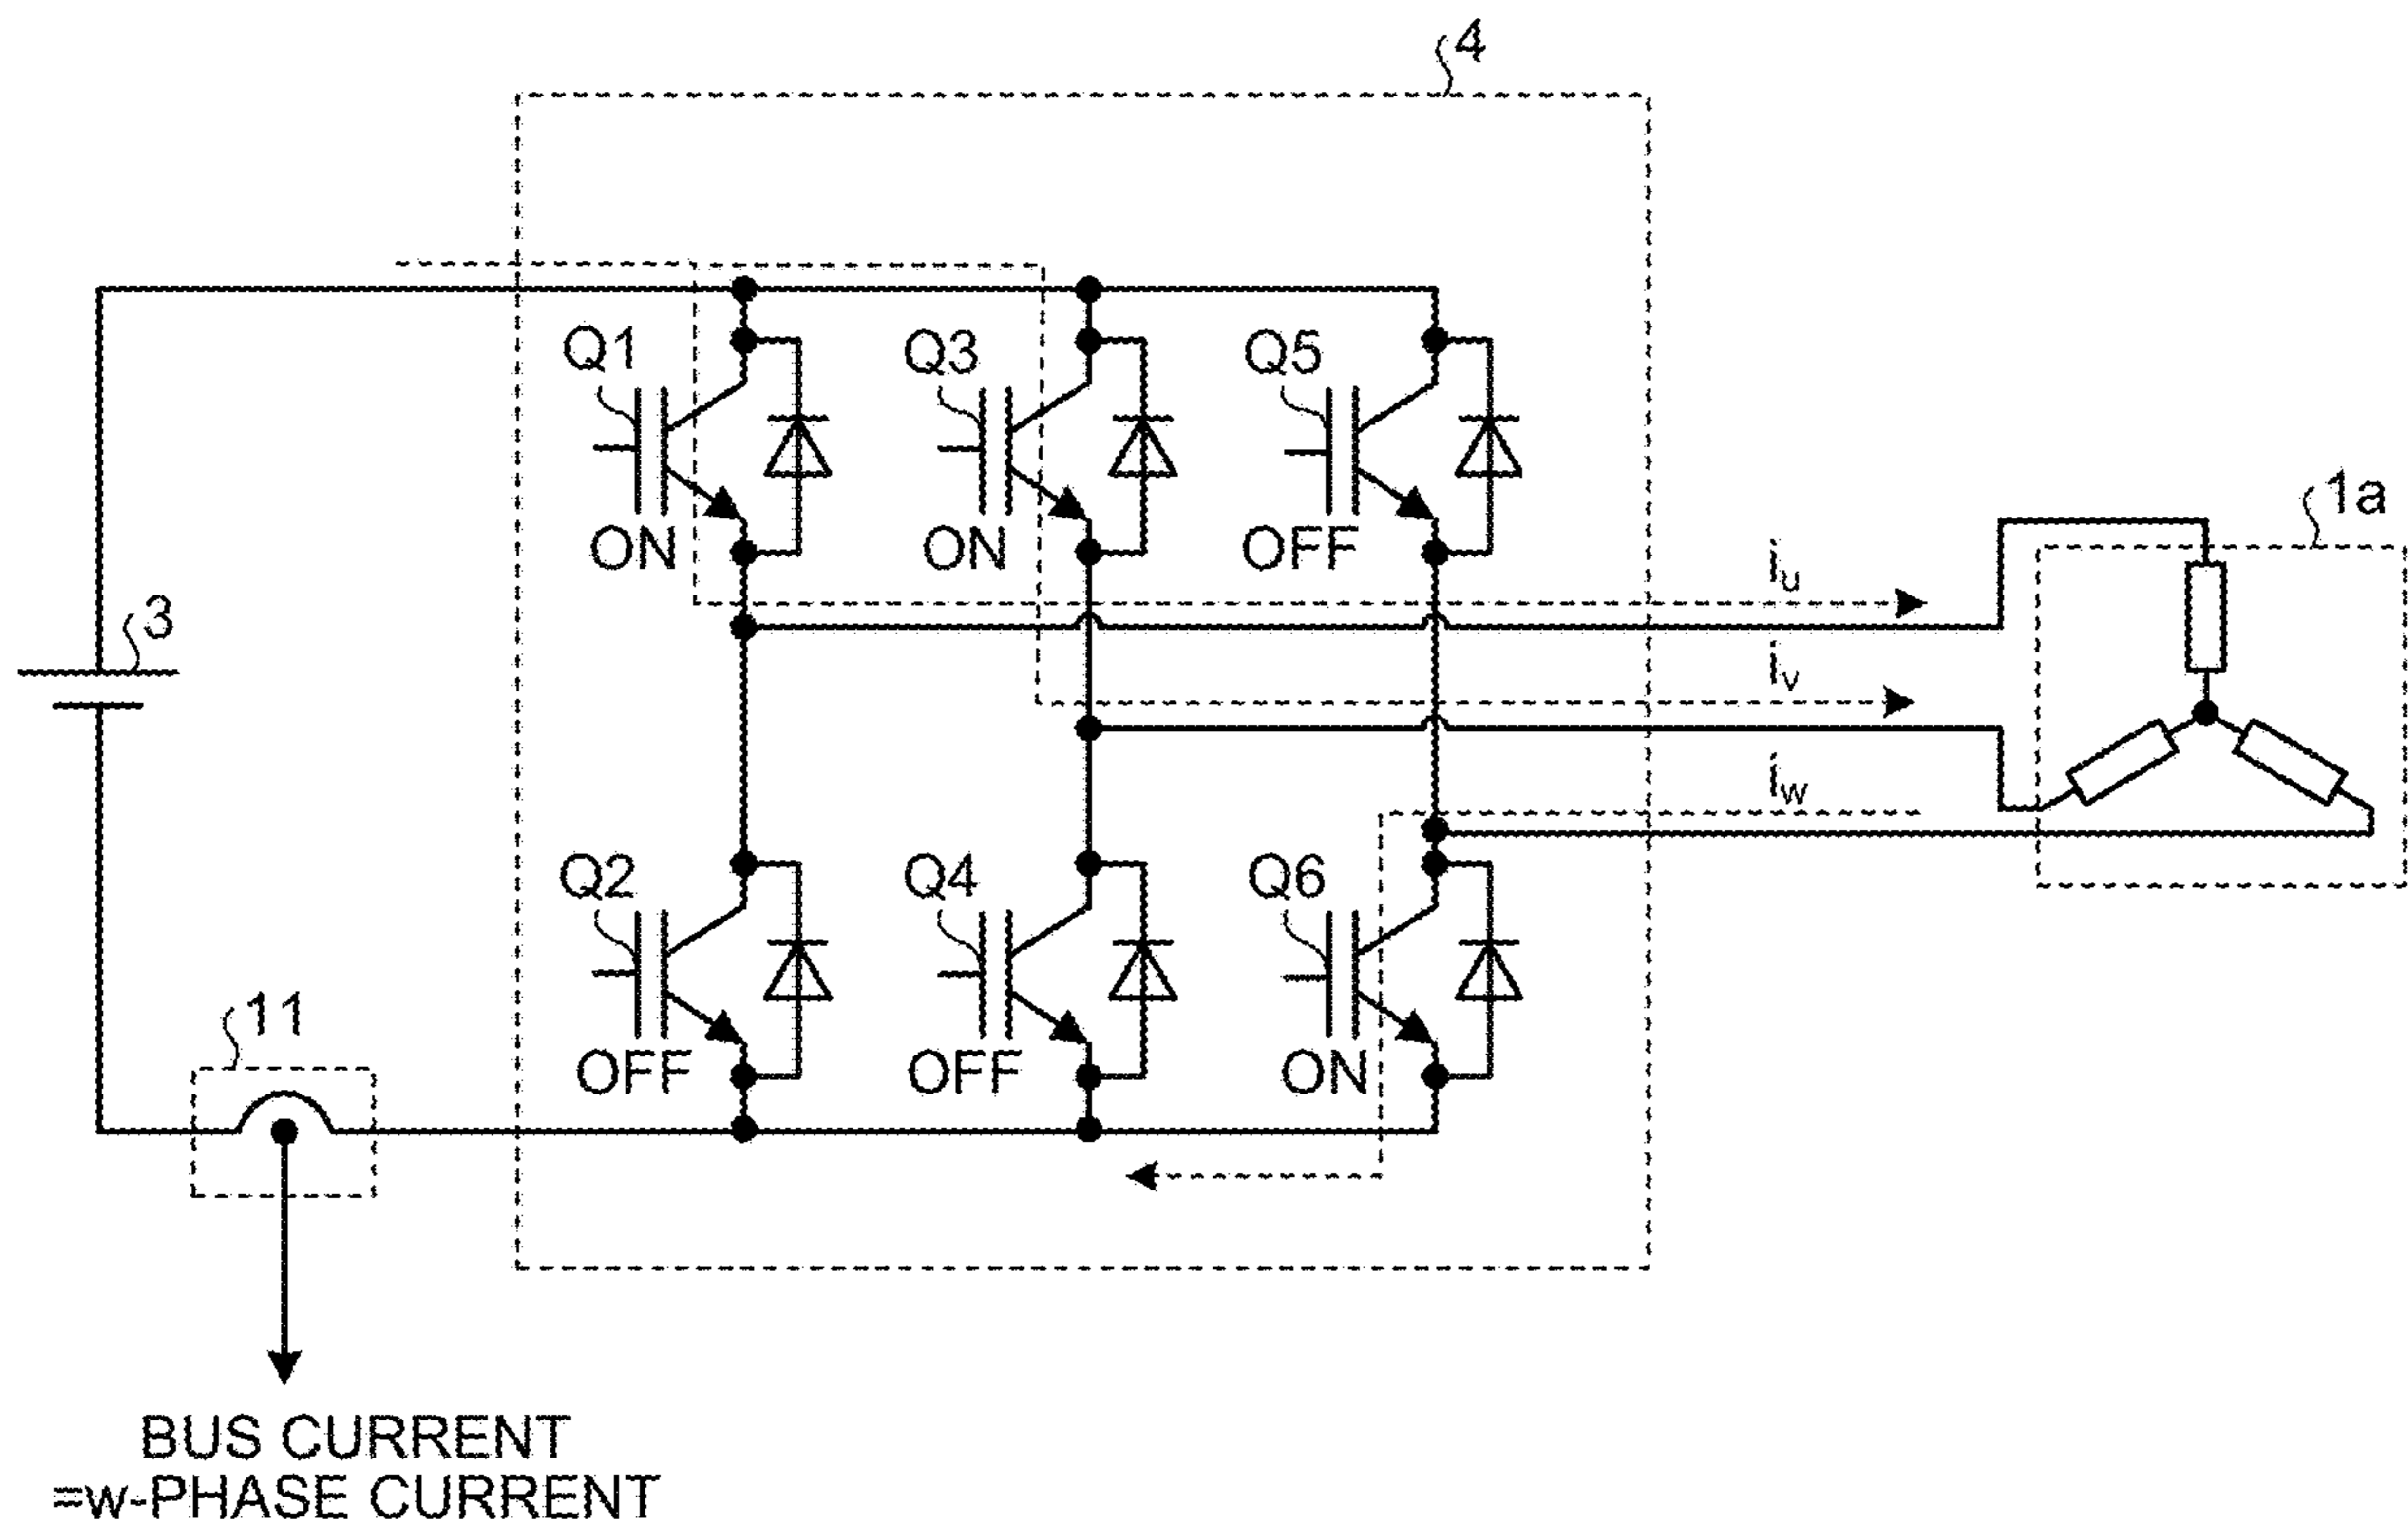 4
Q1
Q3
Q5
ON
ON
OFF
1a
iu
iv
iw
3
Q2
Q4
Q6
OFF
OFF
ON
11
BUS CURRENT
=w-PHASE CURRENT